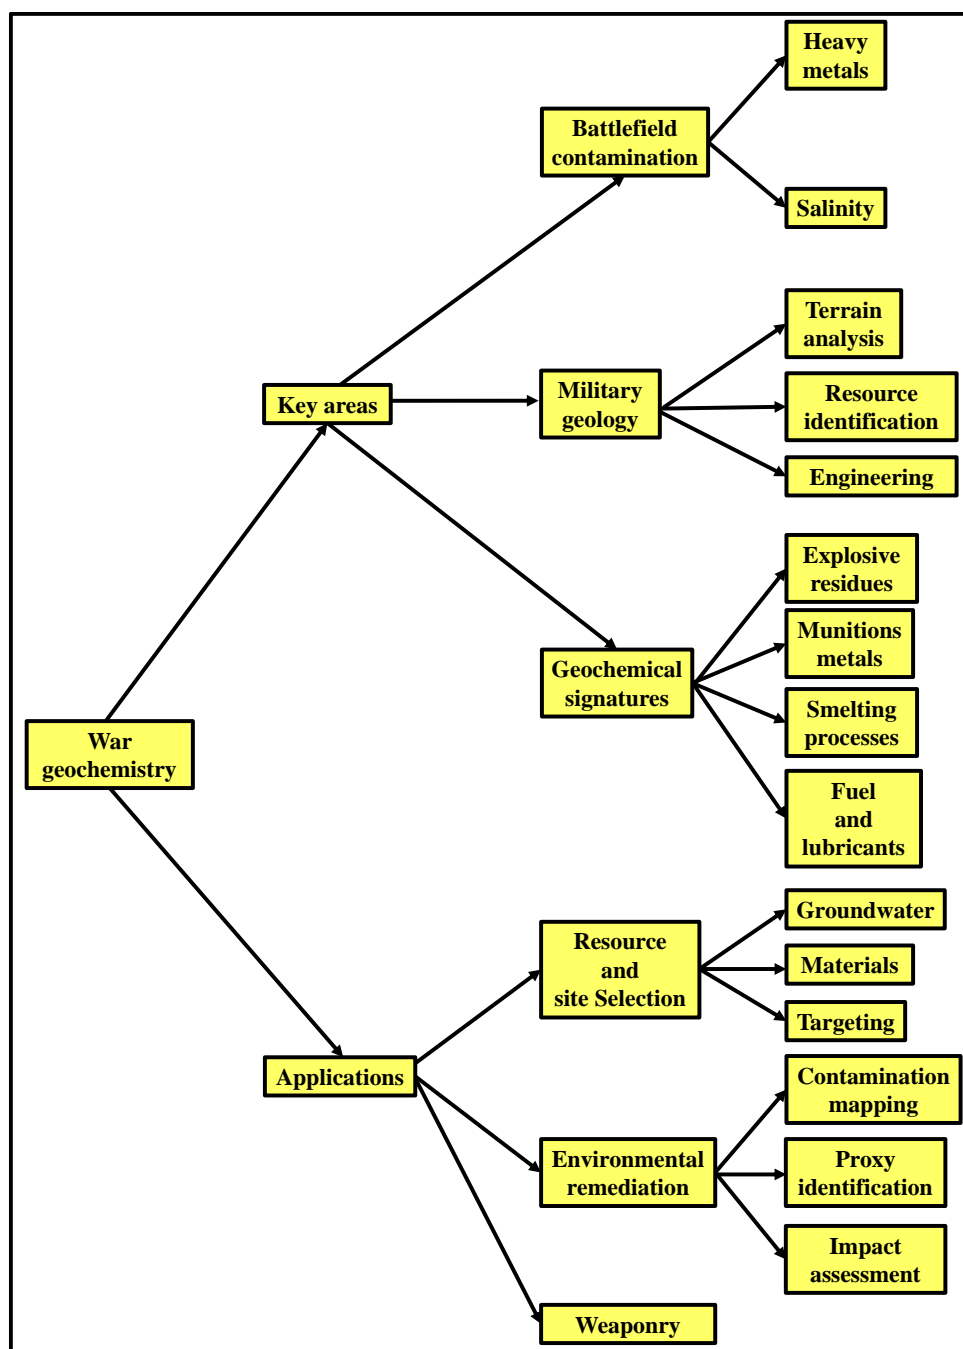 Heavy
metals
Battlefield
contamination
Salinity
Terrain
analysis
Key areas
Military
geology
Resource
identification
Engineering
Explosive
residues
Munitions
metals
Geochemical
signatures
Smelting
processes
War
geochemistry
Fuel
and
lubricants
Groundwater
Resource
and
site Selection
Materials
Targeting
Applications
Contamination
mapping
Environmental
remediation
Proxy
identification
Impact
assessment
Weaponry